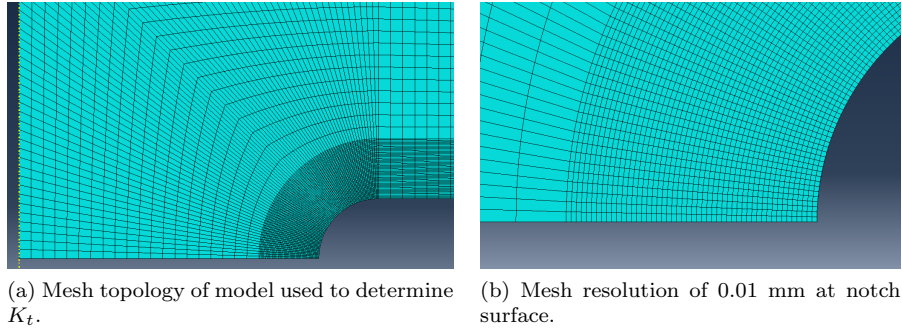 (a) Mesh topology of model used to determine
K_t.
(b) Mesh resolution of 0.01 mm at notch
surface.